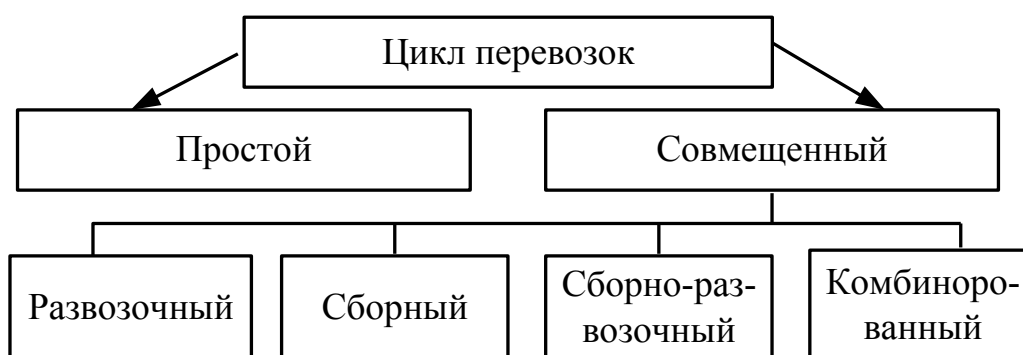 Цикл перевозок
Простой
Совмещенный
Развозочный
Сборный
Сборно-раз-
возочный
Комбиноро-
ванный